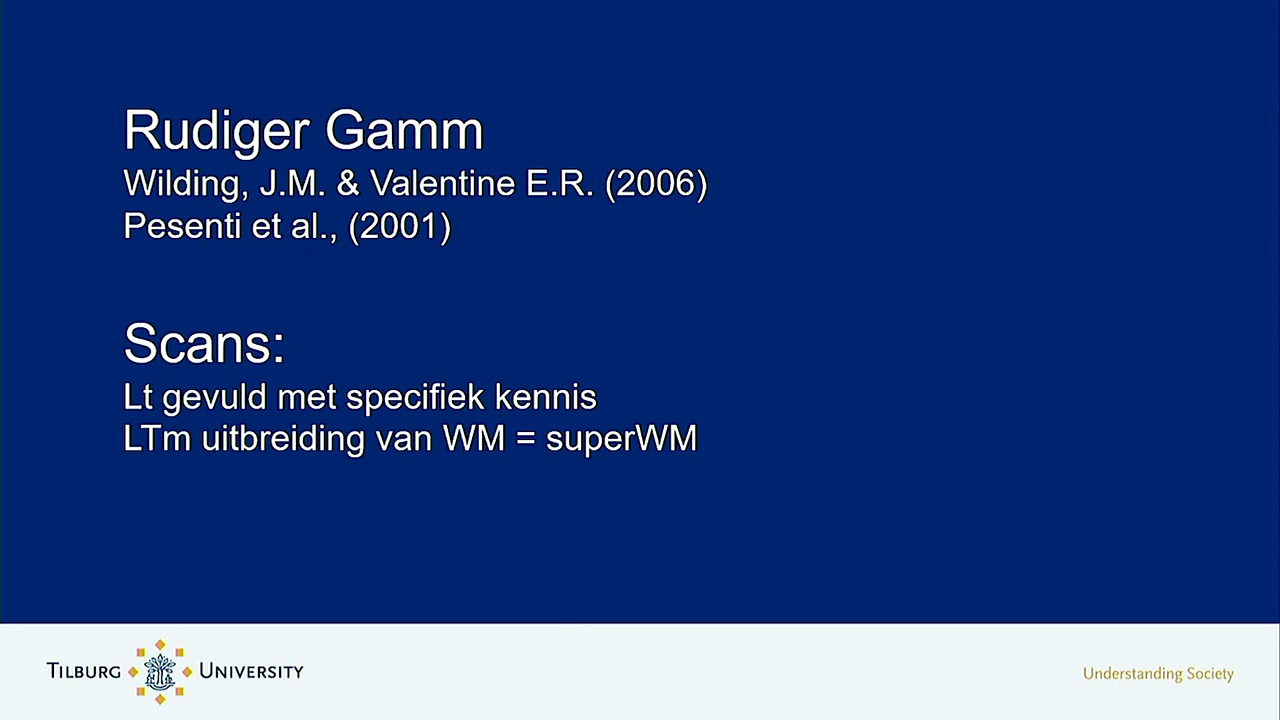 Rudiger Gamm
Wilding, J.M. & Valentine E.R. (2006)
Pesenti et al., (2001)
Scans:
Lt gevuld met specifiek kennis
LTm uitbreiding van WM = superWM
TILBURG UNIVERSITY
Understanding Society